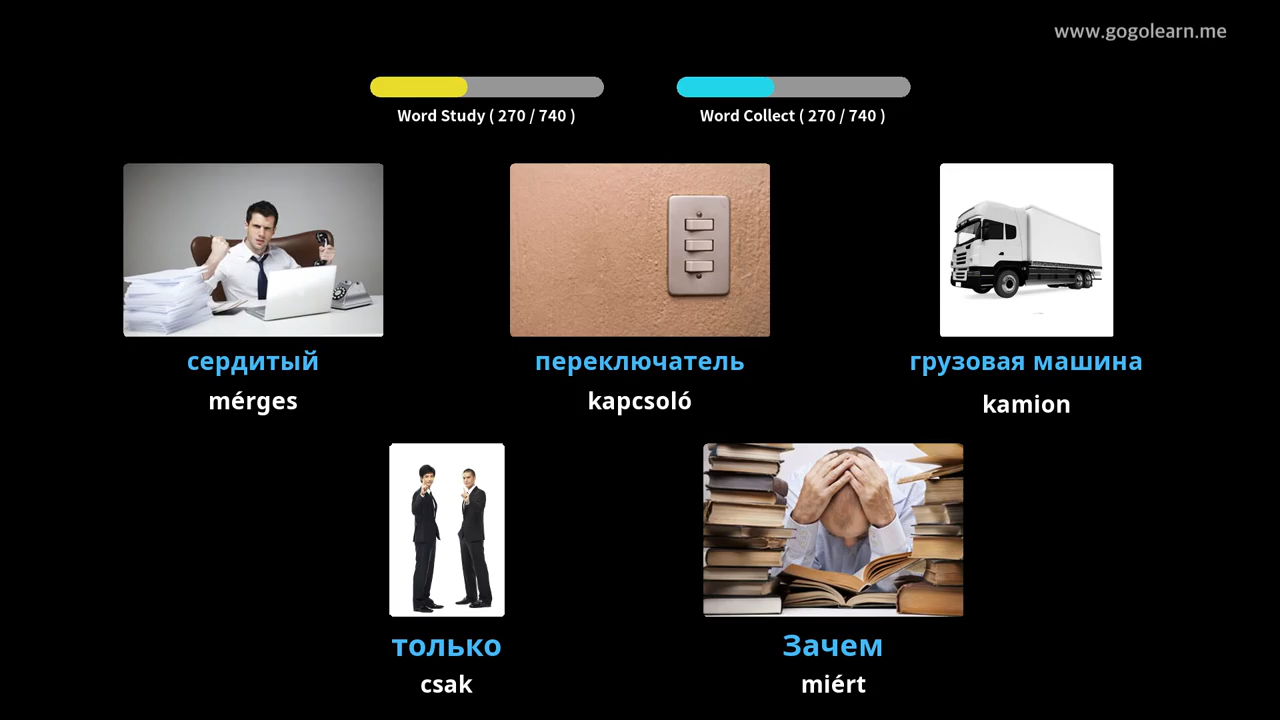 www.gogolearn.me
Word Study ( 270 / 740 )
Word Collect ( 270 / 740 )
сердитый
mérges
переключатель
kapcsoló
грузовая машина
kamion
только
csak
Зачем
miért